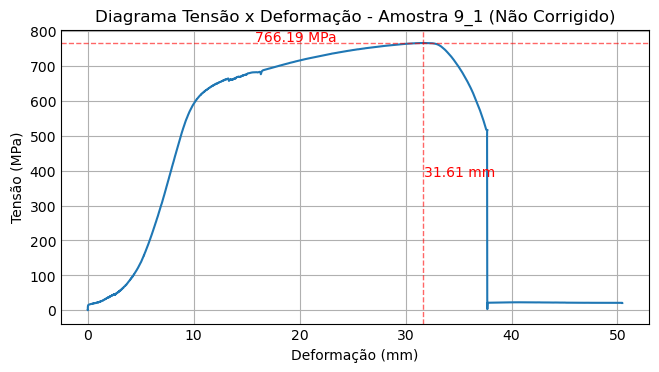 Diagrama Tensão x Deformação - Amostra 9_1 (Não Corrigido)
800
766.19 MPa
700
600
500
400
31.61 mm
300
200
100
0
Tensão (MPa)
0 10 20 30 40 50
Deformação (mm)